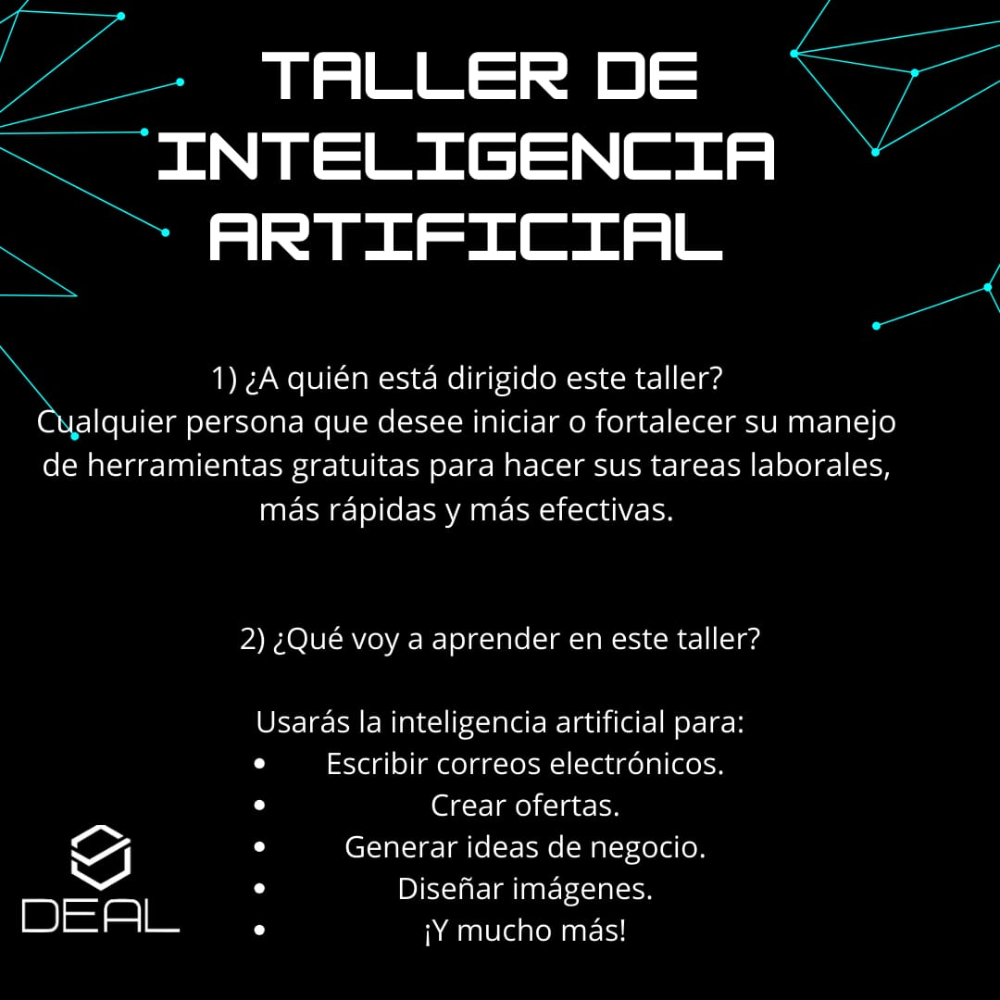 TALLER DE
INTELIGENCIA
ARTIFICIAL
1) ¿A quién está dirigido este taller?
Cualquier persona que desee iniciar o fortalecer su manejo
de herramientas gratuitas para hacer sus tareas laborales,
más rápidas y más efectivas.
2) ¿Qué voy a aprender en este taller?
Usarás la inteligencia artificial para:
• Escribir correos electrónicos.
• Crear ofertas.
• Generar ideas de negocio.
• Diseñar imágenes.
• ¡Y mucho más!
DEAL